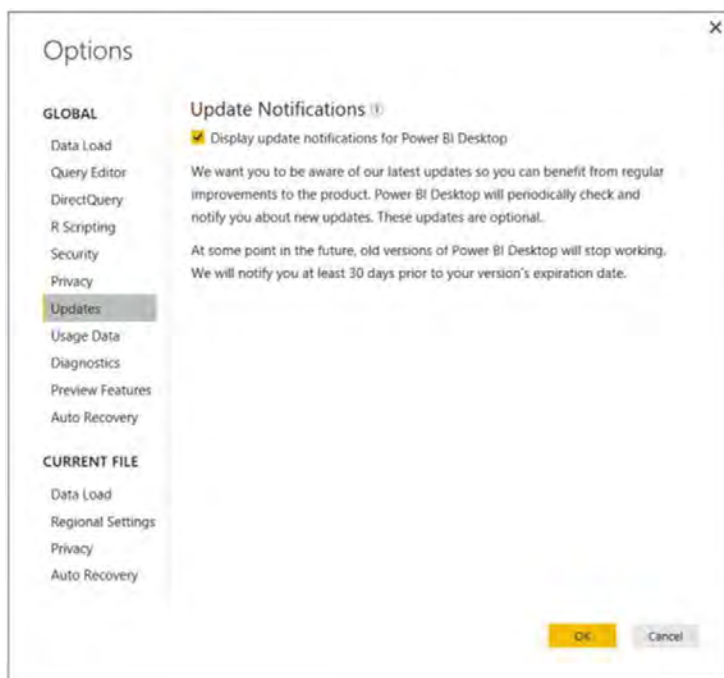 Options
GLOBAL
Data Load
Query Editor
DirectQuery
R Scripting
Security
Privacy
Updates
Usage Data
Diagnostics
Preview Features
Auto Recovery
CURRENT FILE
Data Load
Regional Settings
Privacy
Auto Recovery
Update Notifications
Display update notifications for Power BI Desktop
We want you to be aware of our latest updates so you can benefit from regular
improvements to the product. Power BI Desktop will periodically check and
notify you about new updates. These updates are optional.
At some point in the future, old versions of Power BI Desktop will stop working.
We will notify you at least 30 days prior to your version's expiration date.
OK
Cancel